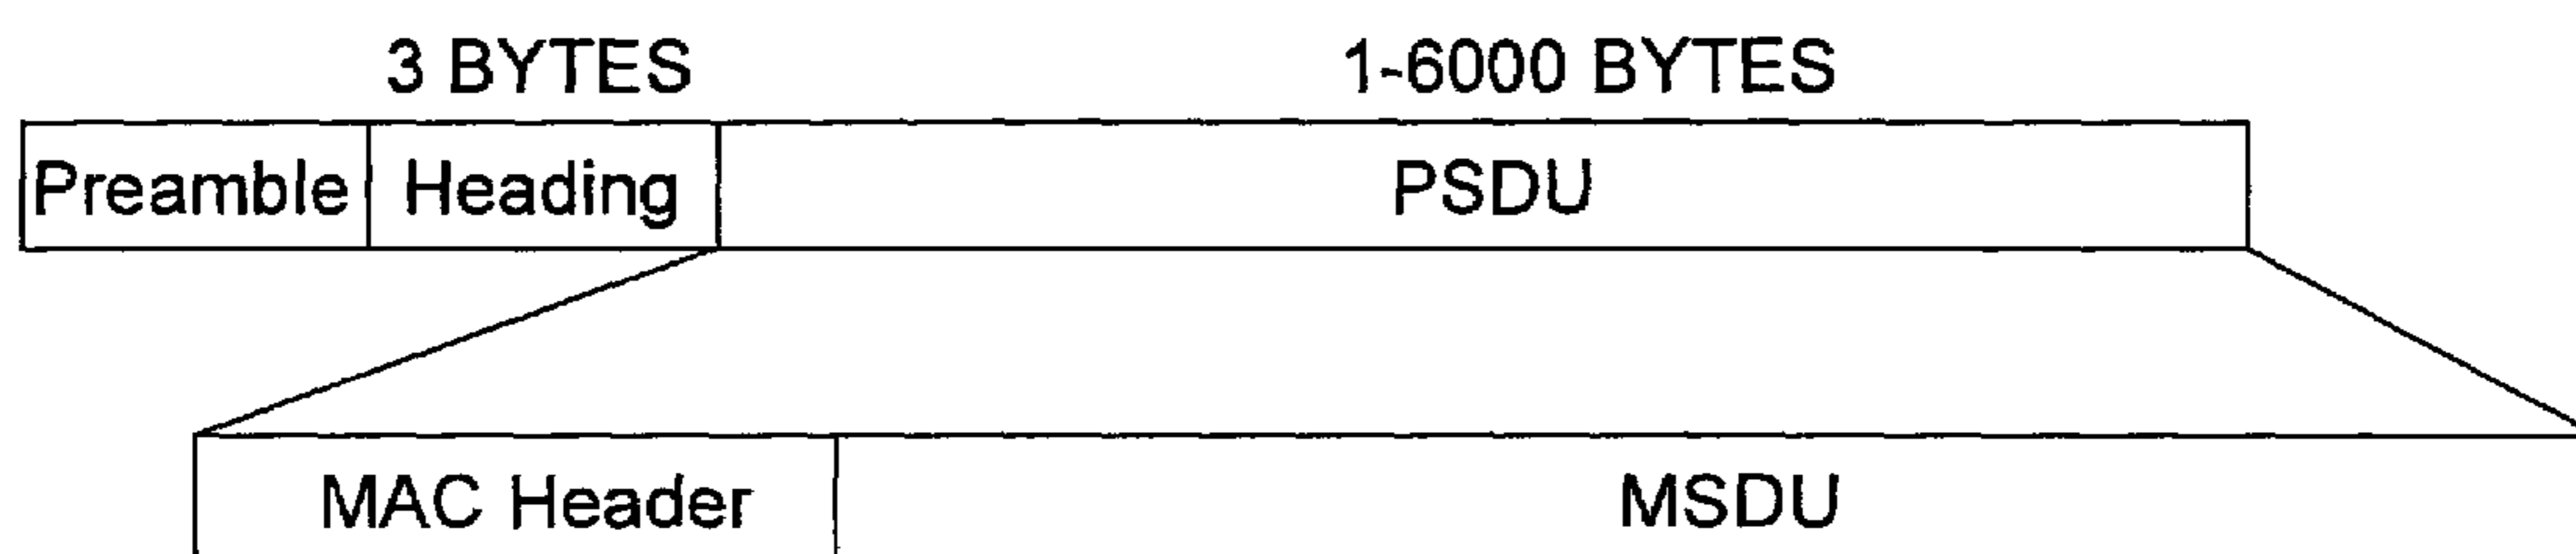 3 BYTES 1-6000 BYTES
Preamble Heading PSDU
MAC Header MSDU